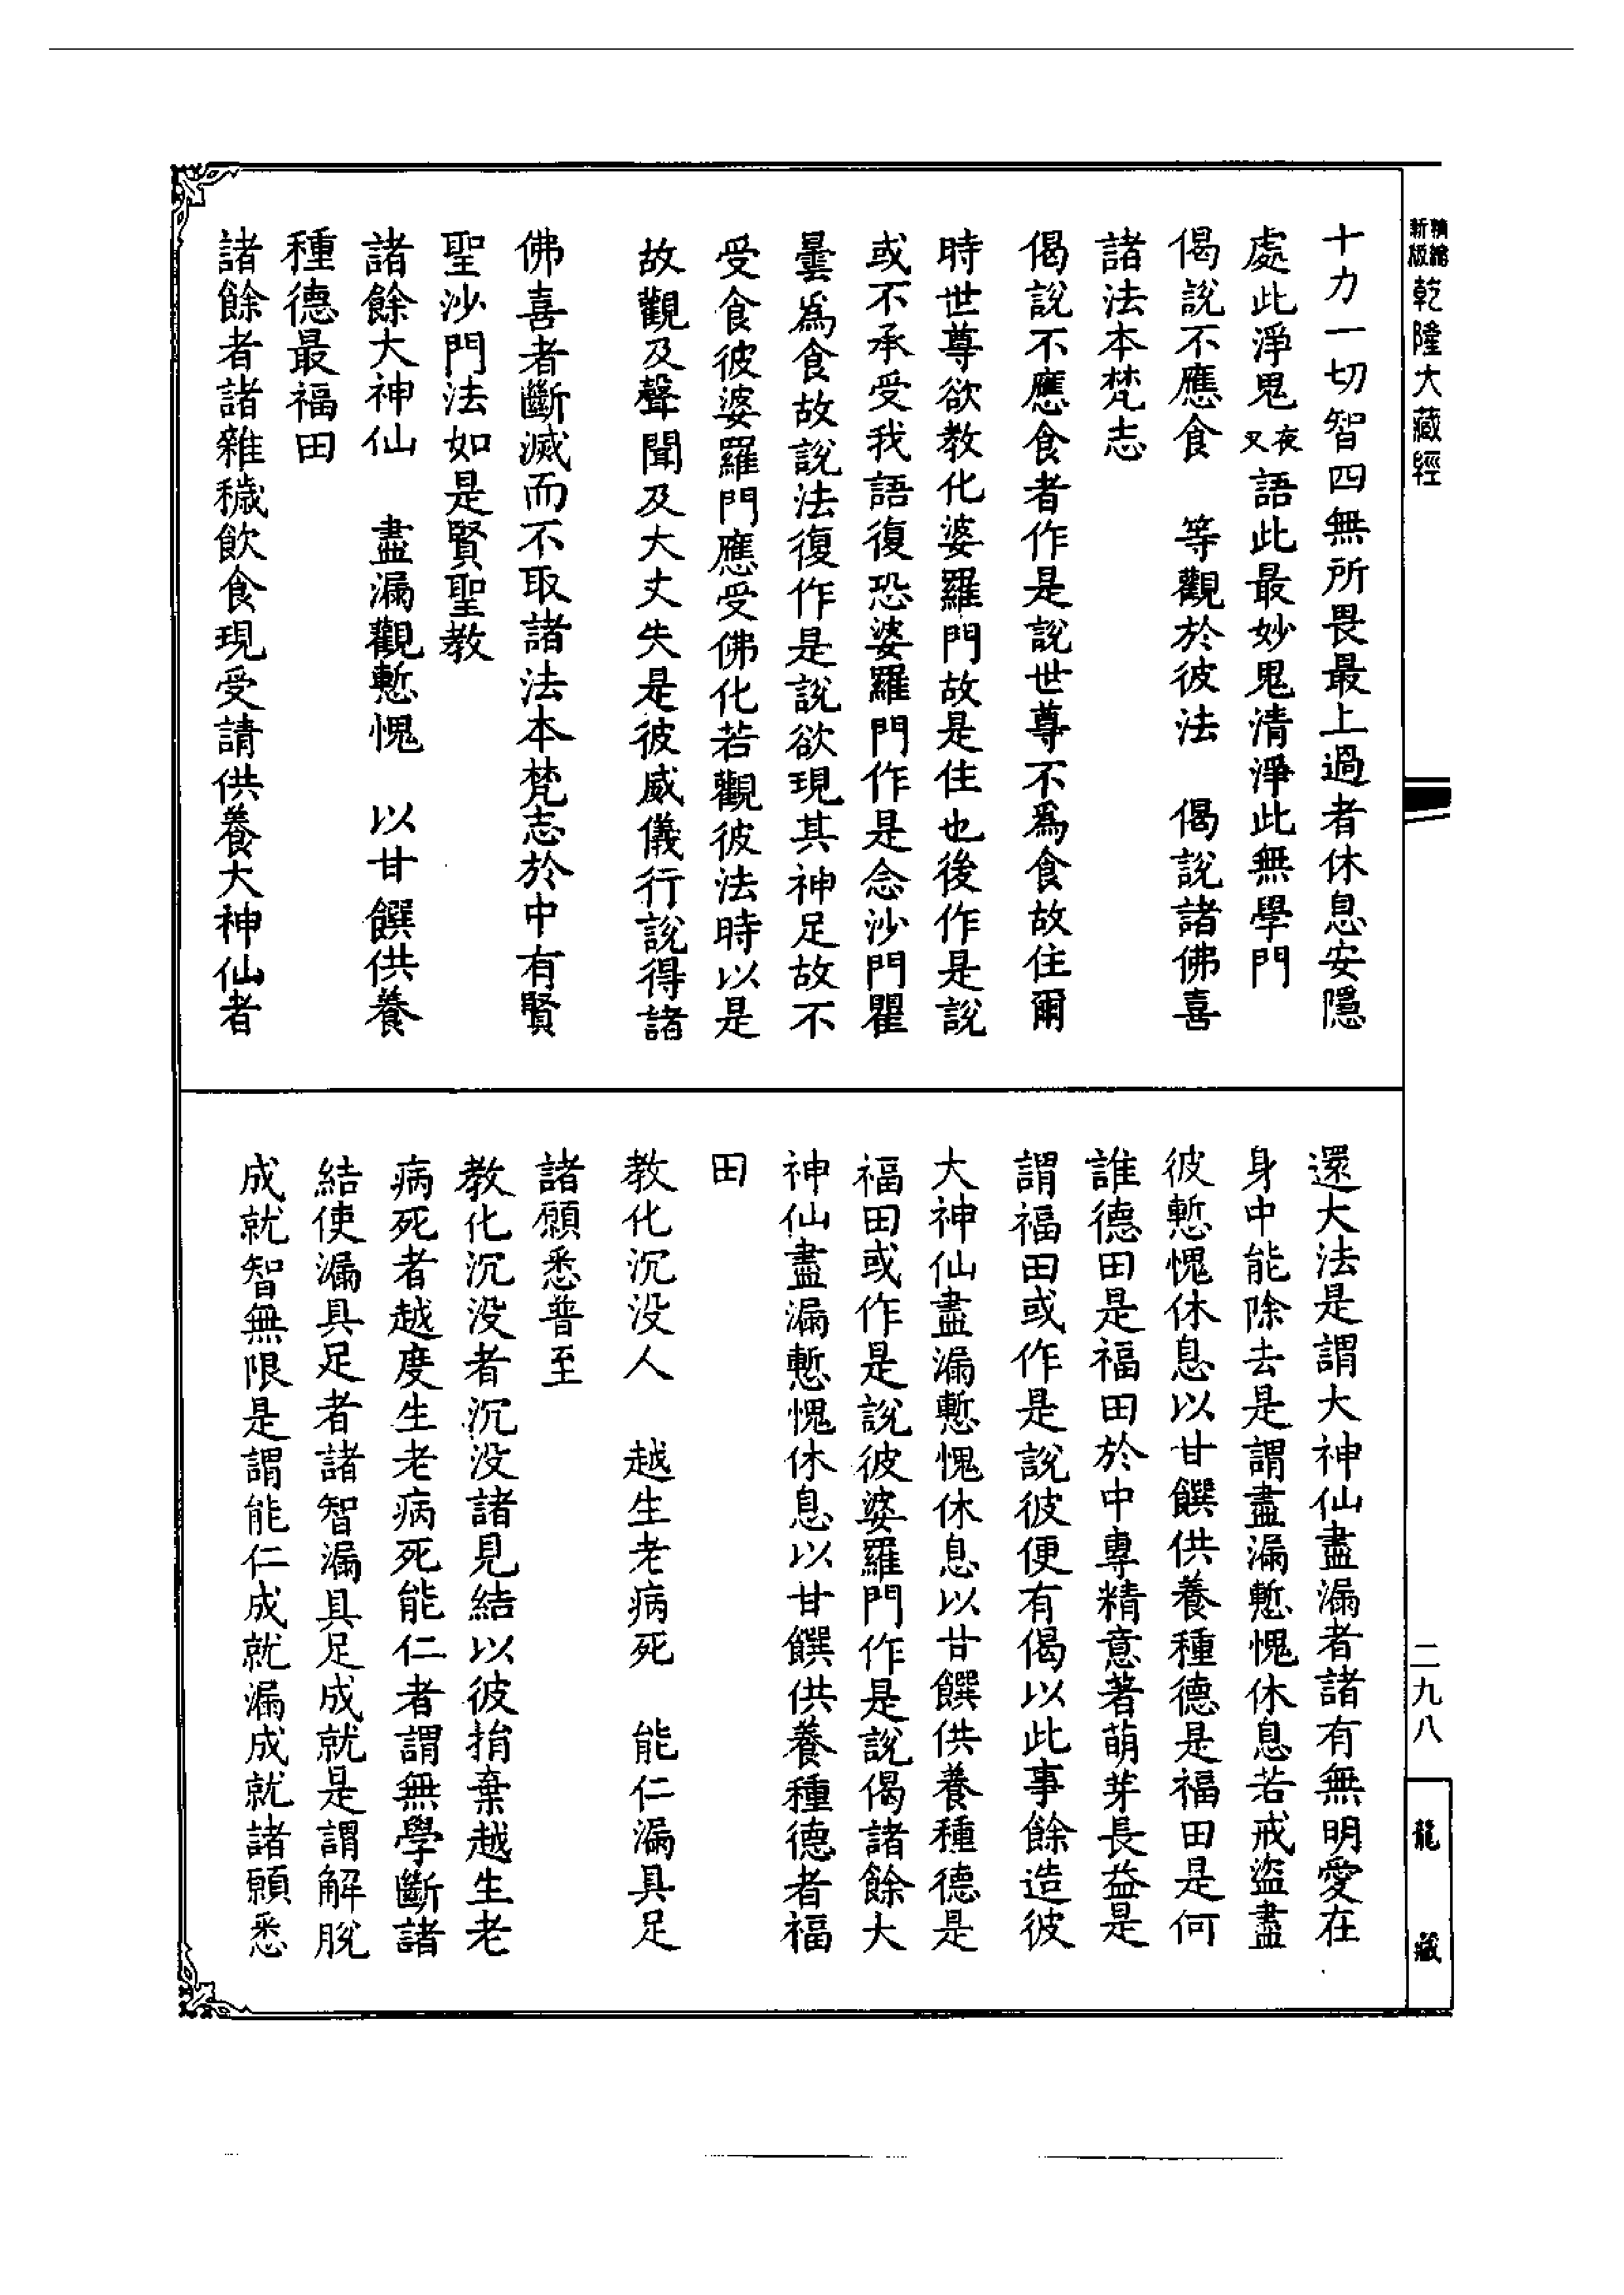 精縮新版乾隆大藏經
十力一切智四無所畏最上過者休息安隱
處此淨鬼夜叉語此最妙鬼清淨此無學門
偈說不應食　等觀於彼法　偈說諸佛喜
諸法本梵志
偈說不應食者作是說世尊不爲食故住爾
時世尊欲教化婆羅門故是住也後作是說
或不承受我語復恐婆羅門作是念沙門瞿
曇爲食故說法復作是說欲現其神足故不
受食彼婆羅門應受佛化若觀彼法時以是
故觀及聲聞及大丈夫是彼威儀行說得諸
佛喜者斷滅而不取諸法本梵志於中有賢
聖沙門法如是賢聖教
諸餘大神仙　盡漏觀慙愧　以甘饌供養
種德最福田
諸餘者諸雜穢飲食現受請供養大神仙者
還大法是謂大神仙盡漏者諸有無明愛在
身中能除去是謂盡漏慙愧休息若戒盜盡
彼慙愧休息以甘饌供養種德是福田是何
誰德田是福田於中專精意著萌芽長益是
謂福田或作是說彼便有偈以此事餘造彼
大神仙盡漏慙愧休息以甘饌供養種德是
福田或作是說彼婆羅門作是說偈諸餘大
神仙盡漏慙愧休息以甘饌供養種德者福
田
教化沉没人　越生老病死　能仁漏具足
諸願悉普至
教化沉没者沉没諸見結以彼捐棄越生老
病死者越度生老病死能仁者謂無學斷諸
結使漏具足者諸智漏具足成就是謂解脫
成就智無限是謂能仁成就漏成就諸願悉
二九八
龍藏